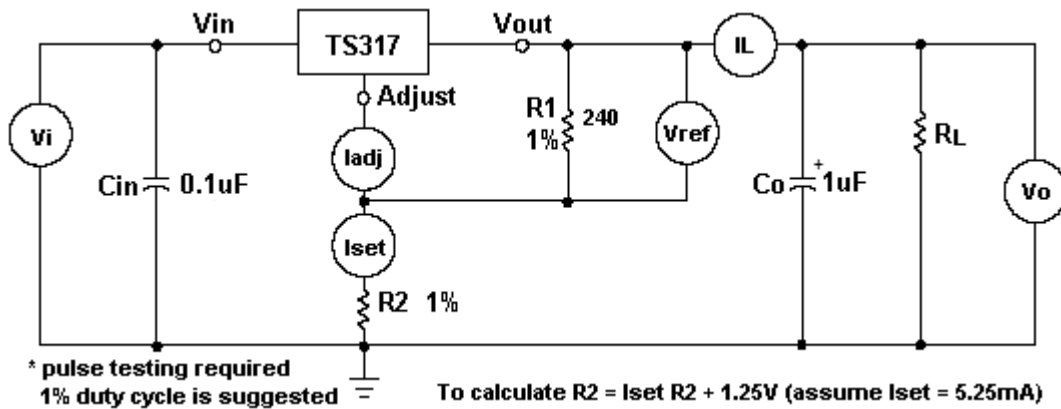 Vin
TS317
Vout
IL
Adjust
R1
1%
240
Vref
RL
Vi
Iadj
Cin
0.1uF
Co
+
1uF
Vo
Iset
R2 1%
* pulse testing required
1% duty cycle is suggested
To calculate R2 = Iset R2 + 1.25V (assume Iset = 5.25mA)